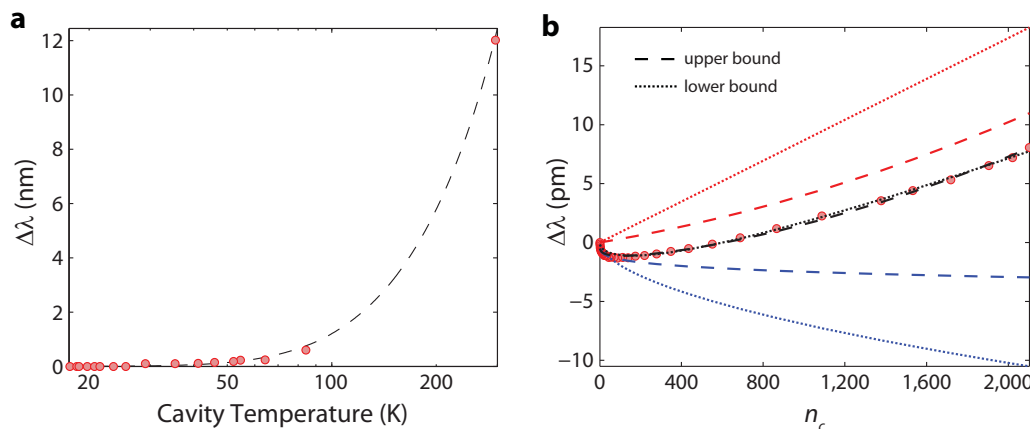 a
12
10
8
6
4
2
0
Δλ (nm)
20
50
100
200
Cavity Temperature (K)
b
15
10
5
0
−5
−10
Δλ (pm)
upper bound
lower bound
0
400
800
1,200
1,600
2,000
n_c